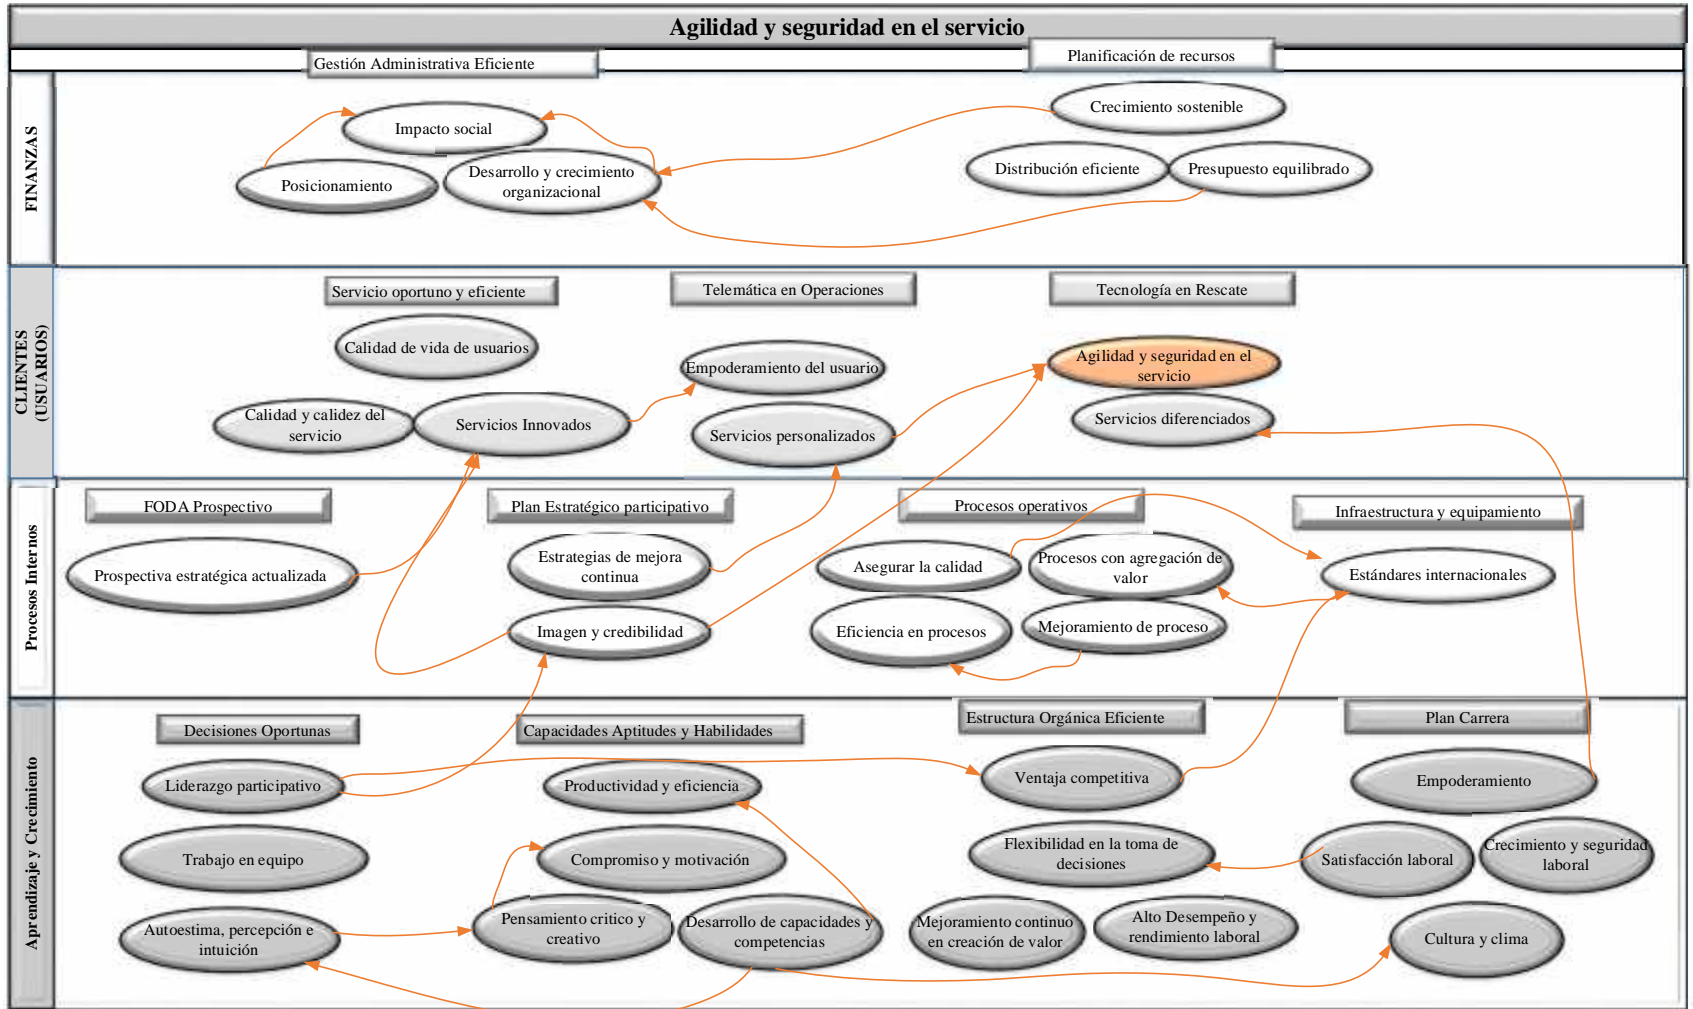 Agilidad y seguridad en el servicio
Gestión Administrativa Eficiente
Planificación de recursos
FINANZAS
Impacto social
Crecimiento sostenible
Posicionamiento
Desarrollo y crecimiento
organizacional
Distribución eficiente
Presupuesto equilibrado
CLIENTES
(USUARIOS)
Servicio oportuno y eficiente
Telemática en Operaciones
Tecnología en Rescate
Calidad de vida de usuarios
Empoderamiento del usuario
Agilidad y seguridad en el
servicio
Calidad y calidez del
servicio
Servicios Innovados
Servicios personalizados
Servicios diferenciados
Procesos Internos
FODA Prospectivo
Plan Estratégico participativo
Procesos operativos
Infraestructura y equipamiento
Prospectiva estratégica actualizada
Estrategias de mejora
continua
Asegurar la calidad
Procesos con agregación de
valor
Estándares internacionales
Imagen y credibilidad
Eficiencia en procesos
Mejoramiento de proceso
Aprendizaje y Crecimiento
Decisiones Oportunas
Capacidades Aptitudes y Habilidades
Estructura Orgánica Eficiente
Plan Carrera
Liderazgo participativo
Productividad y eficiencia
Ventaja competitiva
Empoderamiento
Trabajo en equipo
Compromiso y motivación
Flexibilidad en la toma de
decisiones
Satisfacción laboral
Crecimiento y seguridad
laboral
Autoestima, percepción e
intuición
Pensamiento critico y
creativo
Desarrollo de capacidades y
competencias
Mejoramiento continuo
en creación de valor
Alto Desempeño y
rendimiento laboral
Cultura y clima